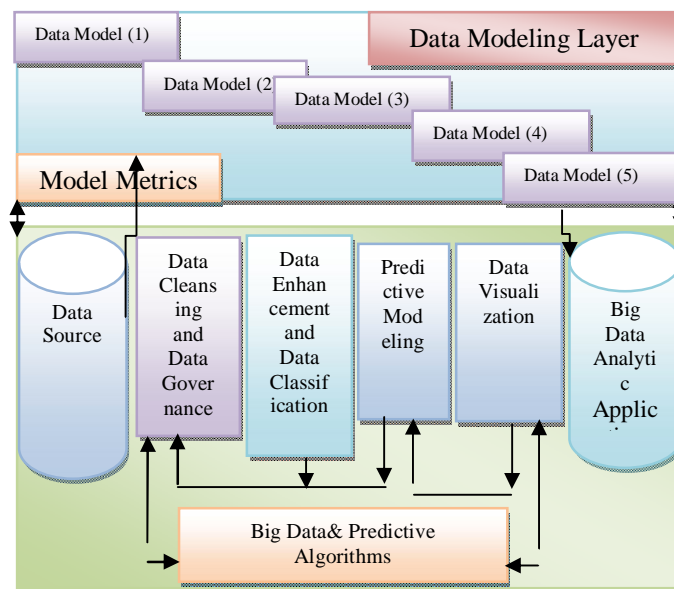 Data Model (1)
Data Modeling Layer
Data Model (2)
Data Model (3)
Data Model (4)
Data Model (5)
Model Metrics
Data
Source
Data
Cleans
ing
and
Data
Gover
nance
Data
Enhan
cement
and
Data
Classif
ication
Predi
ctive
Mod
eling
Data
Visuali
zation
Big
Data
Analyti
c
Applic
Big Data& Predictive
Algorithms